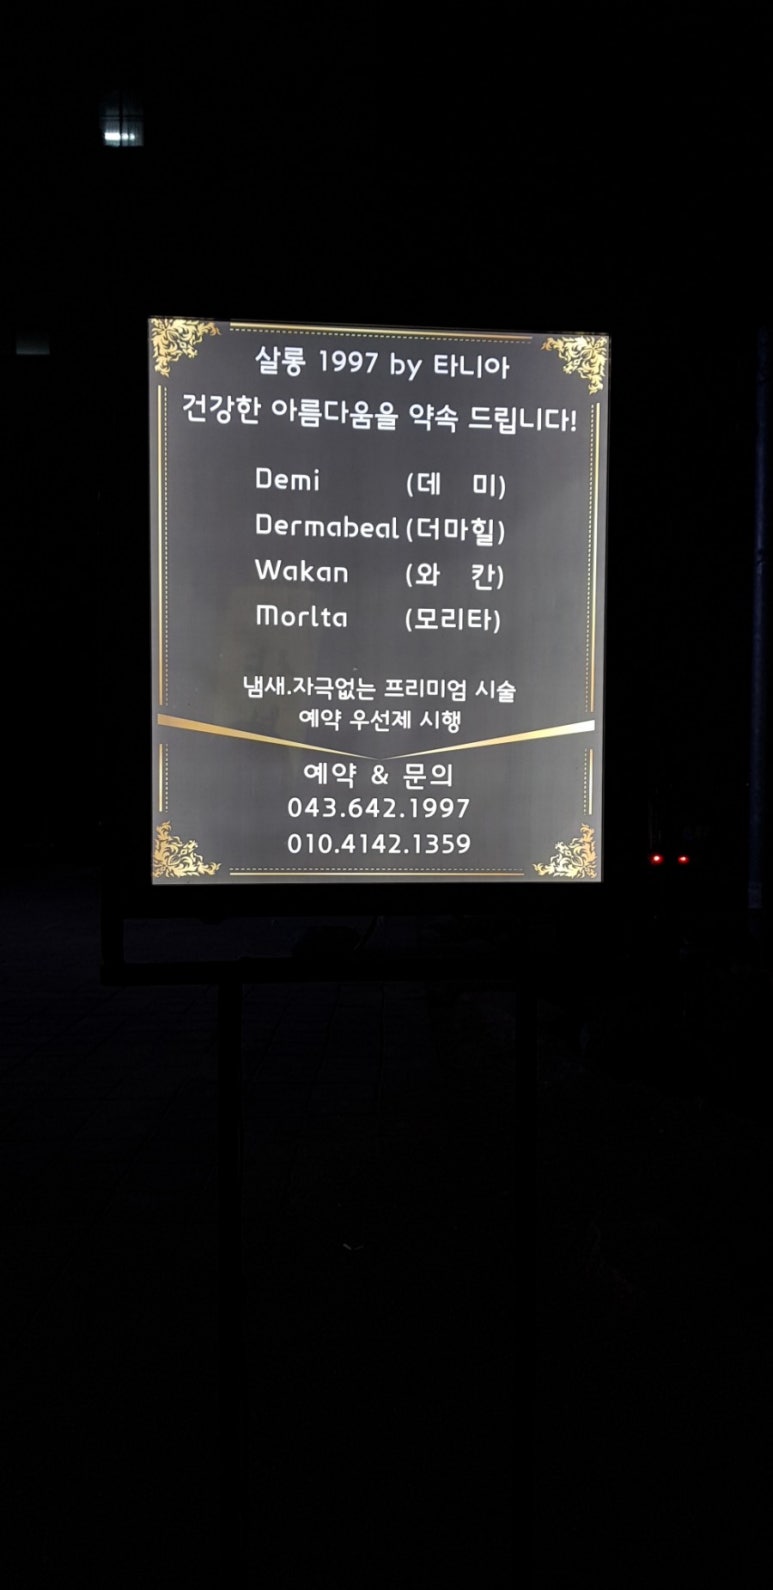 살롱 1997 by 타니아
건강한 아름다움을 약속 드립니다!
Demi (데 미)
Dermabeal (더마힐)
Wakan (와 칸)
Morlta (모리타)
냄새.자극없는 프리미엄 시술
예약 우선제 시행
예약 & 문의
043.642.1997
010.4142.1359